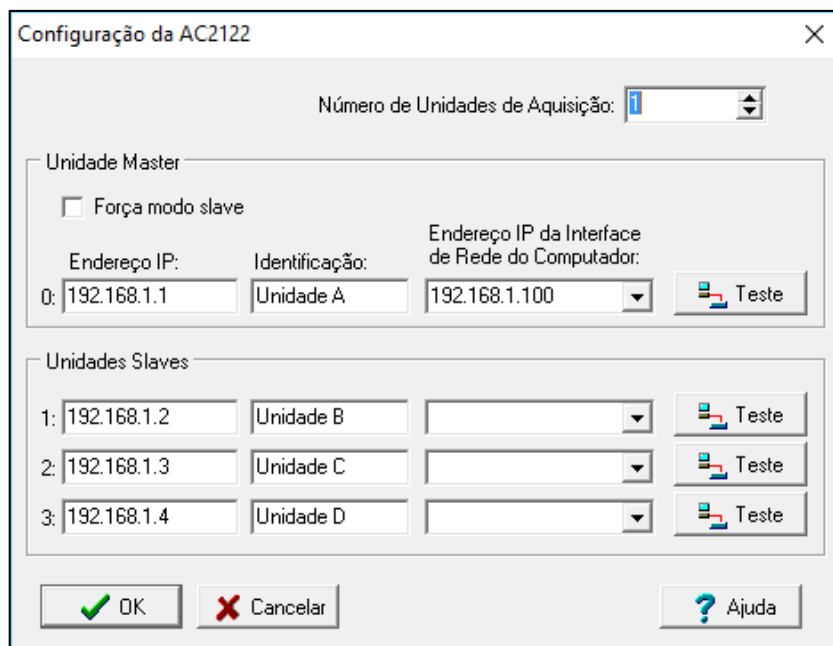 Configuração da AC2122
Número de Unidades de Aquisição: 1
Unidade Master
Força modo slave
Endereço IP: Identificação: Endereço IP da Interface
de Rede do Computador:
0: 192.168.1.1 Unidade A 192.168.1.100 Teste
Unidades Slaves
1: 192.168.1.2 Unidade B Teste
2: 192.168.1.3 Unidade C Teste
3: 192.168.1.4 Unidade D Teste
OK Cancelar ? Ajuda